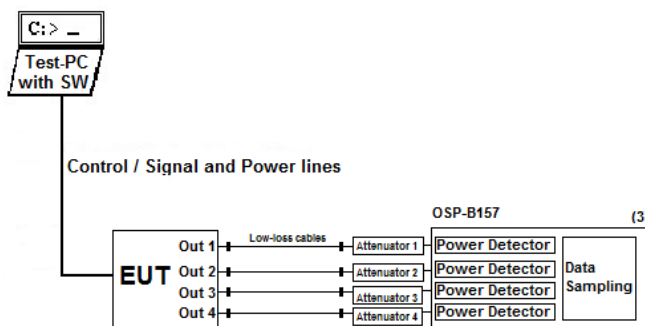 C:> _
Test-PC
with SW
Control / Signal and Power lines
OSP-B157
(3
EUT
Out 1
Low-loss cables
Attenuator 1
Power Detector
Out 2
Attenuator 2
Power Detector
Out 3
Attenuator 3
Power Detector
Out 4
Attenuator 4
Power Detector
Data
Sampling